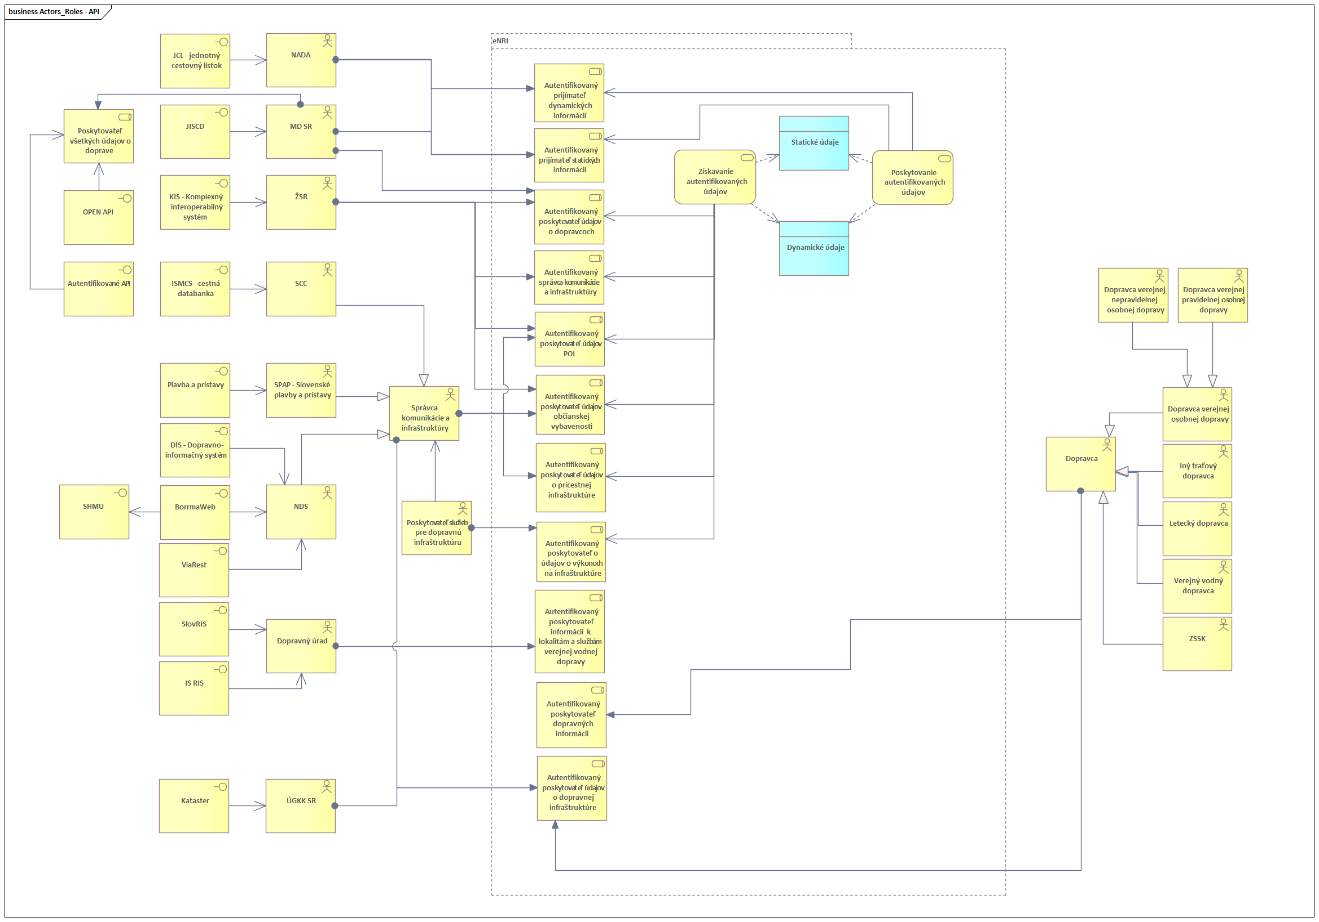 business Actors_Roles - API
eNRI
JCL - jednotný
cestovný lístok
NADA
JISCD
MD SR
Poskytovateľ
všetkých údajov o
doprave
KIS - Komplexný
interoperabilný
systém
ŽSR
OPEN API
Autentifikované API
ISMCS - cestná
databanka
SCC
Plavba a prístavy
SPAP - Slovenské
plavby a prístavy
Správca
komunikácie a
infraštruktúry
DIS - Dopravno-
informačný systém
SHMU
BorrmaWeb
NDS
Poskytovateľ služieb
pre dopravnú
infraštruktúru
ViaRest
SlovRIS
Dopravný úrad
IS RIS
Kataster
ÚGKK SR
Autentifikovaný
prijímateľ
dynamických
informácií
Autentifikovaný
prijímateľ statických
informácií
Autentifikovaný
poskytovateľ údajov
o dopravcoch
Autentifikovaný
správca komunikácie
a infraštruktúry
Autentifikovaný
poskytovateľ údajov
POI
Autentifikovaný
poskytovateľ údajov
občianskej
vybavenosti
Autentifikovaný
poskytovateľ údajov
o prícestnej
infraštruktúre
Autentifikovaný
poskytovateľ o
údajov o výkonoch
na infraštruktúre
Autentifikovaný
poskytovateľ
informácií k
lokalitám a službám
verejnej vodnej
dopravy
Autentifikovaný
poskytovateľ
dopravných
informácií
Autentifikovaný
poskytovateľ údajov
o dopravnej
infraštruktúre
Získavanie
autentifikovaných
údajov
Statické údaje
Poskytovanie
autentifikovaných
údajov
Dynamické údaje
Dopravca verejnej
nepravidelnej
osobnej dopravy
Dopravca verejnej
pravidelnej osobnej
dopravy
Dopravca verejnej
osobnej dopravy
Dopravca
Iný traťový
dopravca
Letecký dopravca
Verejný vodný
dopravca
ZSSK